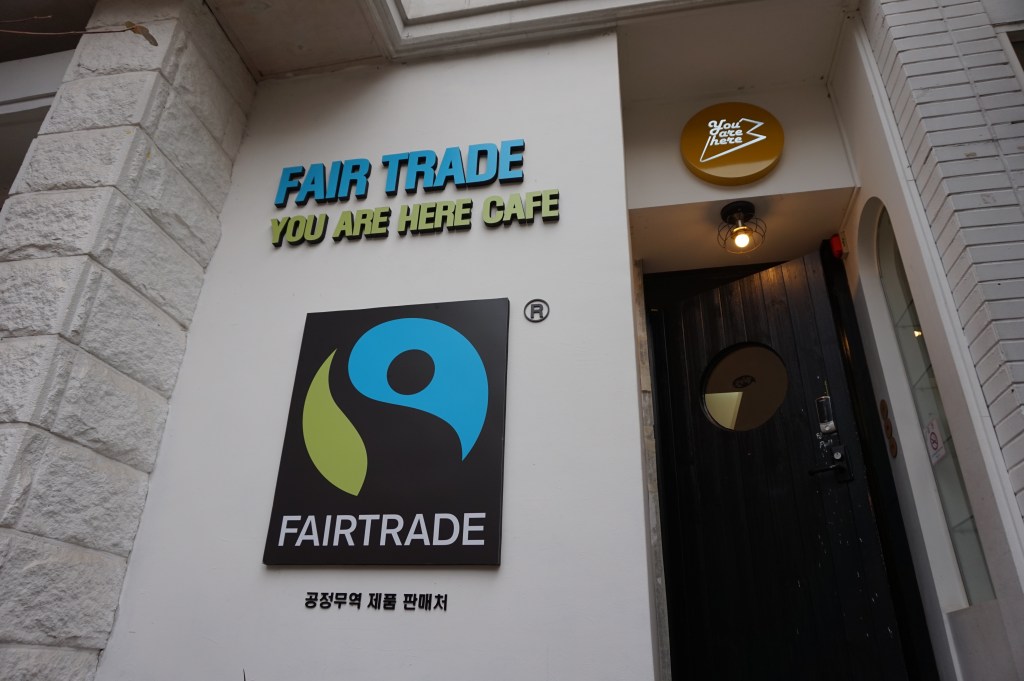 FAIR TRADE
YOU ARE HERE CAFE
You
are
here
®
FAIRTRADE
공정무역 제품 판매처